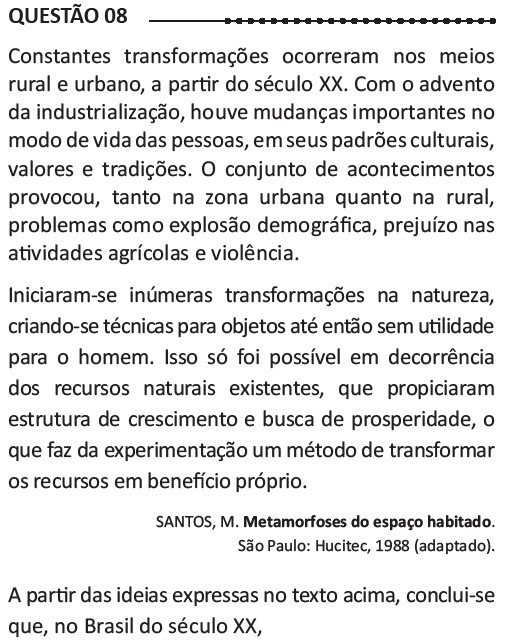 QUESTÃO 08
Constantes transformações ocorreram nos meios
rural e urbano, a partir do século XX. Com o advento
da industrialização, houve mudanças importantes no
modo de vida das pessoas, em seus padrões culturais,
valores e tradições. O conjunto de acontecimentos
provocou, tanto na zona urbana quanto na rural,
problemas como explosão demográfica, prejuízo nas
atividades agrícolas e violência.
Iniciaram-se inúmeras transformações na natureza,
criando-se técnicas para objetos até então sem utilidade
para o homem. Isso só foi possível em decorrência
dos recursos naturais existentes, que propiciaram
estrutura de crescimento e busca de prosperidade, o
que faz da experimentação um método de transformar
os recursos em benefício próprio.
SANTOS, M. Metamorfoses do espaço habitado.
São Paulo: Hucitec, 1988 (adaptado).
A partir das ideias expressas no texto acima, conclui-se
que, no Brasil do século XX,